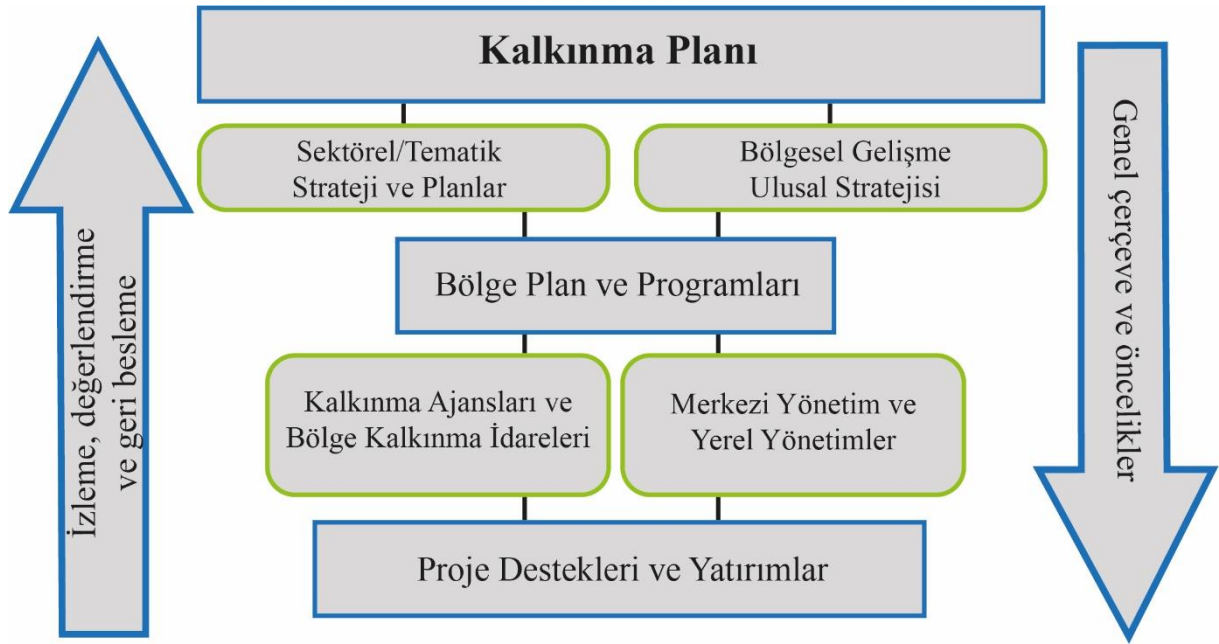 Kalkınma Planı
Sektörel/Tematik
Strateji ve Planlar
Bölgesel Gelişme
Ulusal Stratejisi
Bölge Plan ve Programları
Kalkınma Ajansları ve
Bölge Kalkınma İdareleri
Merkezi Yönetim ve
Yerel Yönetimler
Proje Destekleri ve Yatırımlar
İzleme, değerlendirme
ve geri besleme
Genel çerçeve ve öncelikler